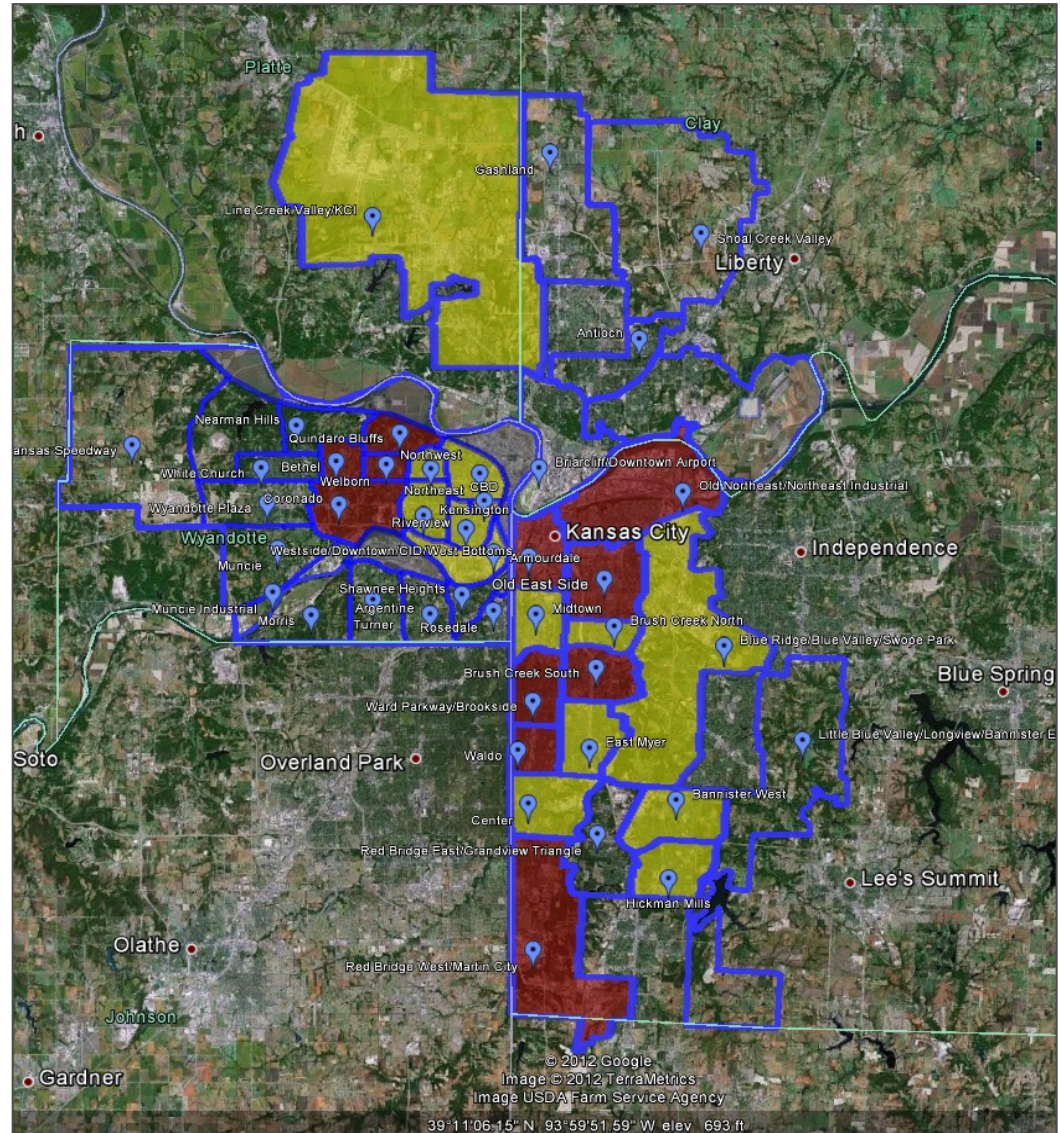 Platte
Clay
h
Gashland
Line Creek Valley/KCI
Shoal Creek Valley
Liberty
Antioch
Nearman Hills
Quindaro Bluffs
ansas Speedway
Northwest
White Church
Bethel
Briarcliff/Downtown Airport
Welborn
Northeast
CBD
Old Northeast/Northeast Industrial
Wyandotte Plaza
Coronado
Kensington
Riverview
Wyandotte
Kansas City
Westside/Downtown/CID/West Bottoms
Armourdale
Independence
Muncie
Old East Side
Shawnee Heights
Muncie Industrial
Argentine
Midtown
Morris
Turner
Rosedale
Brush Creek North
Blue Ridge/Blue Valley/Swope Park
Brush Creek South
Blue Spring
Ward Parkway/Brookside
Little Blue Valley/Longview/Bannister E
Waldo
East Myer
Soto
Overland Park
Bannister West
Center
Red Bridge East/Grandview Triangle
Lee's Summit
Hickman Mills
Olathe
Red Bridge West/Martin City
Johnson
© 2012 Google
Gardner
Image © 2012 TerraMetrics
Image USDA Farm Service Agency
39°11'06.15" N 93°59'51.59" W elev 693 ft